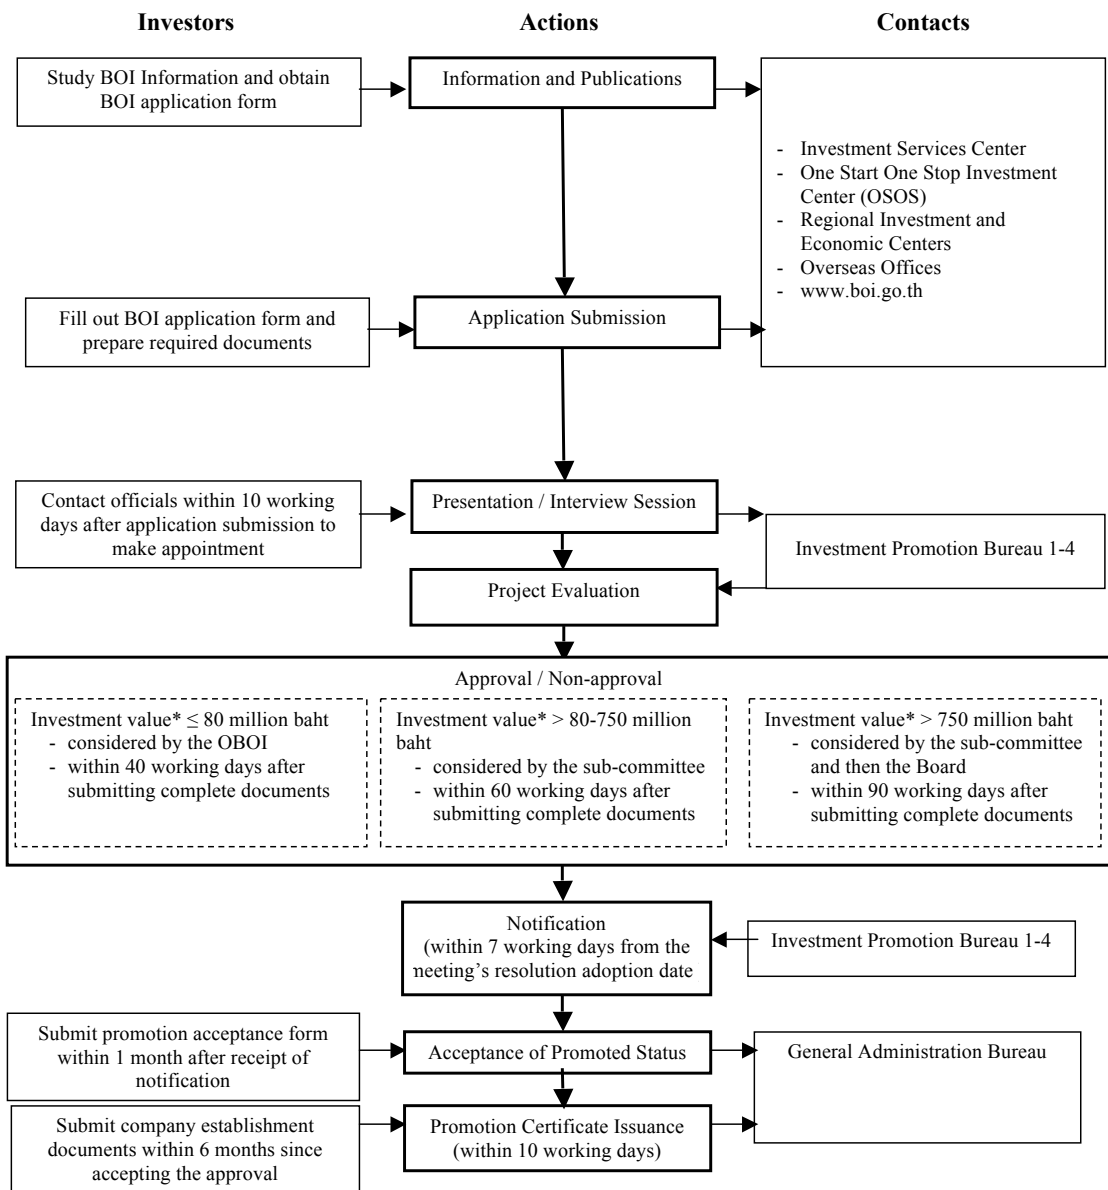 Investors
Actions
Contacts
Study BOI Information and obtain
BOI application form
Information and Publications
- Investment Services Center
- One Start One Stop Investment
Center (OSOS)
- Regional Investment and
Economic Centers
- Overseas Offices
- www.boi.go.th
Fill out BOI application form and
prepare required documents
Application Submission
Contact officials within 10 working
days after application submission to
make appointment
Presentation / Interview Session
Investment Promotion Bureau 1-4
Project Evaluation
Approval / Non-approval
Investment value* ≤ 80 million baht
- considered by the OBOI
- within 40 working days after
submitting complete documents
Investment value* > 80-750 million
baht
- considered by the sub-committee
- within 60 working days after
submitting complete documents
Investment value* > 750 million baht
- considered by the sub-committee
and then the Board
- within 90 working days after
submitting complete documents
Notification
(within 7 working days from the
meeting's resolution adoption date
Investment Promotion Bureau 1-4
Submit promotion acceptance form
within 1 month after receipt of
notification
Acceptance of Promoted Status
General Administration Bureau
Submit company establishment
documents within 6 months since
accepting the approval
Promotion Certificate Issuance
(within 10 working days)